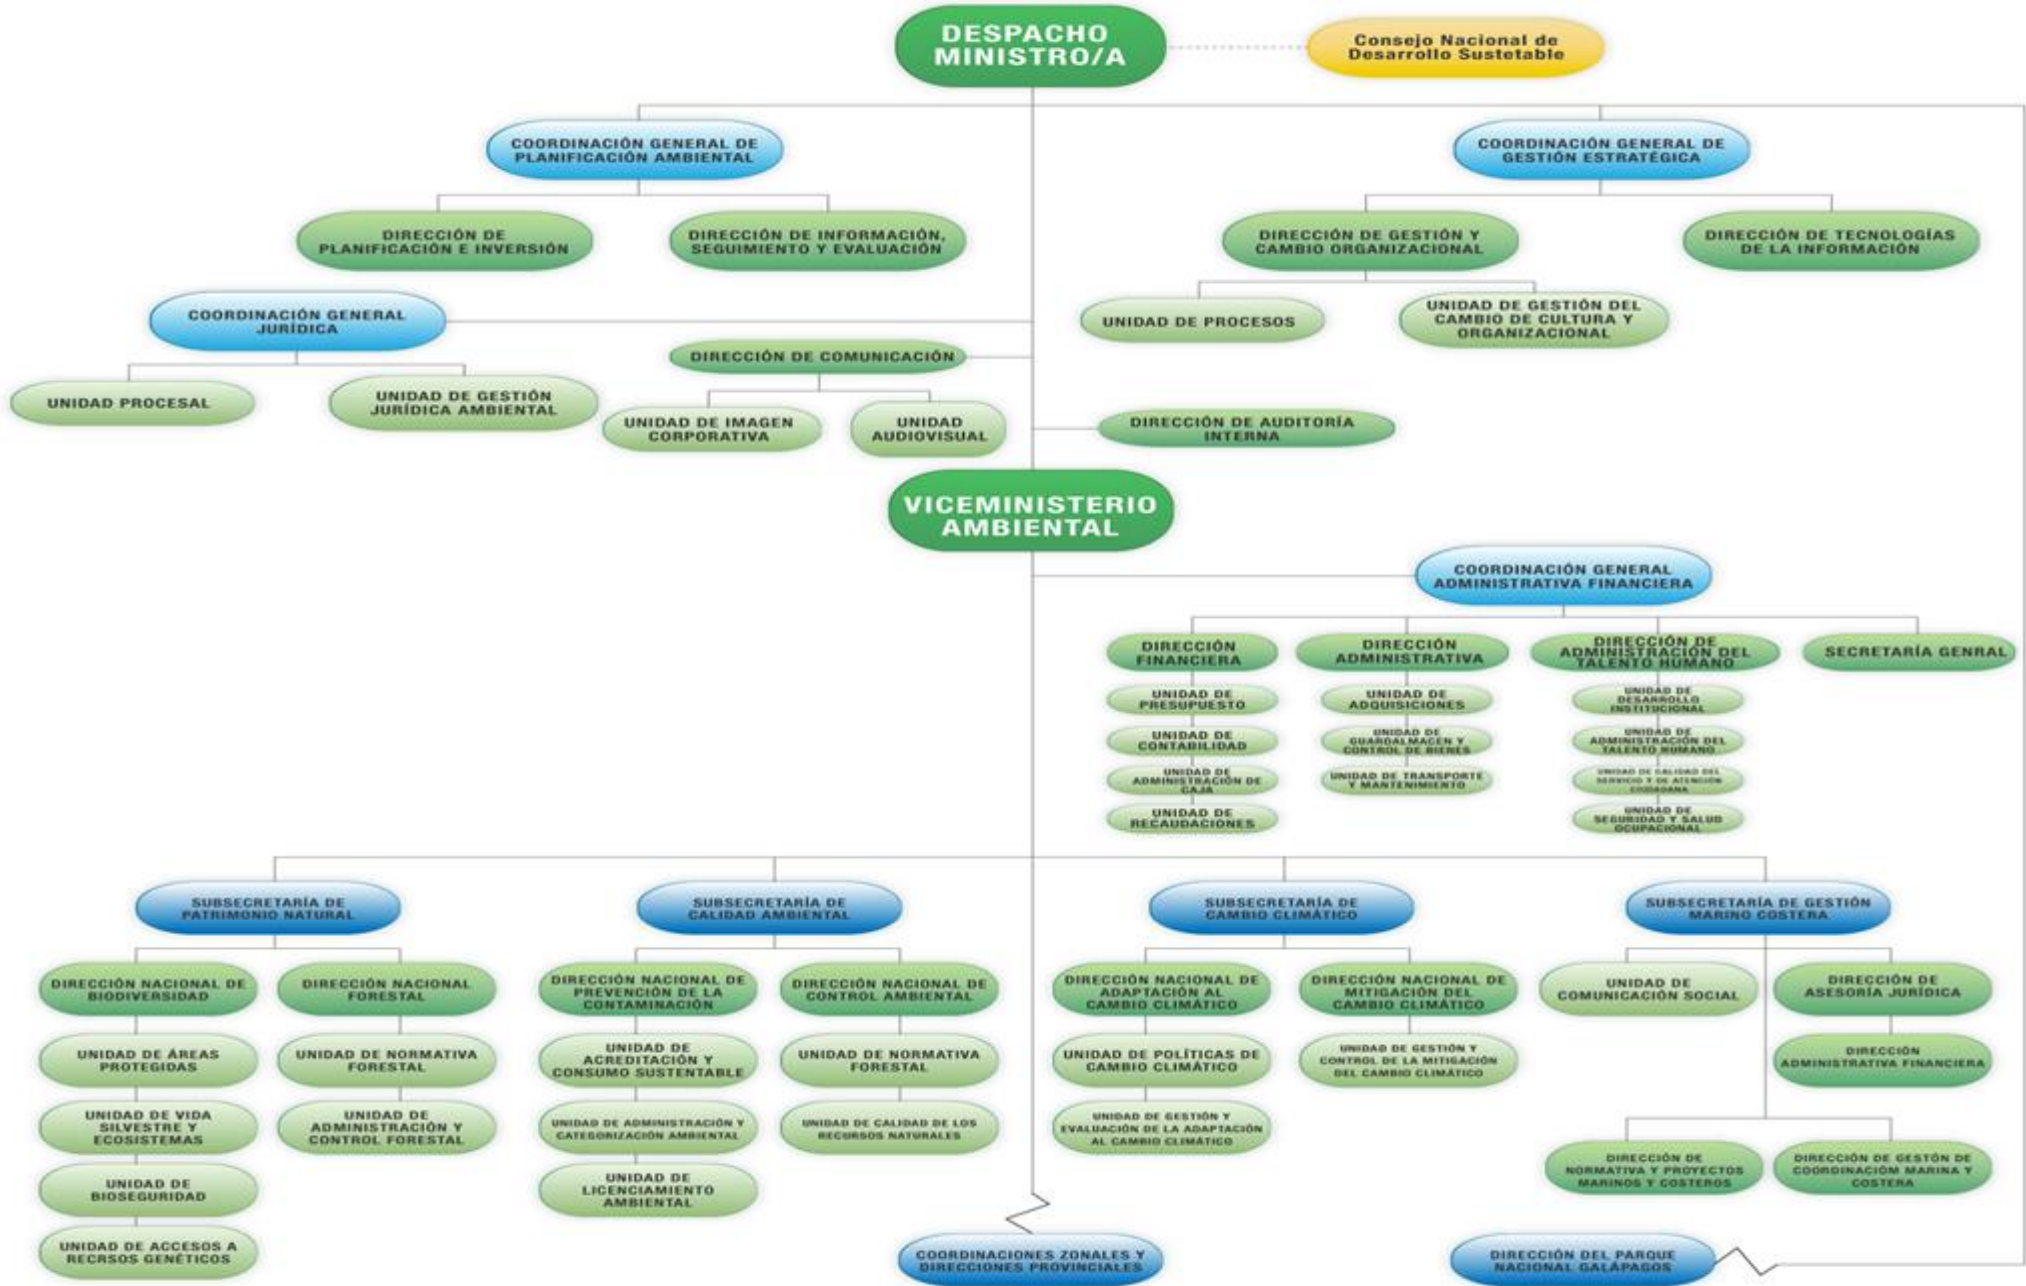 DESPACHO
MINISTRO/A
Consejo Nacional de
Desarrollo Sustetable
COORDINACIÓN GENERAL DE
PLANIFICACIÓN AMBIENTAL
COORDINACIÓN GENERAL DE
GESTIÓN ESTRATÉGICA
DIRECCIÓN DE
PLANIFICACIÓN E INVERSIÓN
DIRECCIÓN DE INFORMACIÓN,
SEGUIMIENTO Y EVALUACIÓN
DIRECCIÓN DE GESTIÓN Y
CAMBIO ORGANIZACIONAL
DIRECCIÓN DE TECNOLOGÍAS
DE LA INFORMACIÓN
UNIDAD DE PROCESOS
UNIDAD DE GESTIÓN DEL
CAMBIO DE CULTURA Y
ORGANIZACIONAL
COORDINACIÓN GENERAL
JURÍDICA
DIRECCIÓN DE COMUNICACIÓN
UNIDAD PROCESAL
UNIDAD DE GESTIÓN
JURÍDICA AMBIENTAL
UNIDAD DE IMAGEN
CORPORATIVA
UNIDAD
AUDIOVISUAL
DIRECCIÓN DE AUDITORÍA
INTERNA
VICEMINISTERIO
AMBIENTAL
COORDINACIÓN GENERAL
ADMINISTRATIVA FINANCIERA
DIRECCIÓN
FINANCIERA
DIRECCIÓN
ADMINISTRATIVA
DIRECCIÓN DE
ADMINISTRACIÓN DEL
TALENTO HUMANO
SECRETARÍA GENRAL
UNIDAD DE
PRESUPUESTO
UNIDAD DE
ADQUISICIONES
UNIDAD DE
DESARROLLO
INSTITUCIONAL
UNIDAD DE
CONTABILIDAD
UNIDAD DE
GUARDALMACEN Y
CONTROL DE BIENES
UNIDAD DE
ADMINISTRACIÓN DEL
TALENTO HUMANO
UNIDAD DE
ADMINISTRACIÓN DE
CAJA
UNIDAD DE TRANSPORTE
Y MANTENIMIENTO
UNIDAD DE CALIDAD DEL
SERVICIO Y DE ATENCIÓN
CIUDADANA
UNIDAD DE
RECAUDACIONES
UNIDAD DE
SEGURIDAD Y SALUD
OCUPACIONAL
SUBSECRETARÍA DE
PATRIMONIO NATURAL
SUBSECRETARÍA DE
CALIDAD AMBIENTAL
SUBSECRETARÍA DE
CAMBIO CLIMÁTICO
SUBSECRETARÍA DE GESTIÓN
MARINO COSTERA
DIRECCIÓN NACIONAL DE
BIODIVERSIDAD
DIRECCIÓN NACIONAL
FORESTAL
DIRECCIÓN NACIONAL DE
PREVENCIÓN DE LA
CONTAMINACIÓN
DIRECCIÓN NACIONAL DE
CONTROL AMBIENTAL
DIRECCIÓN NACIONAL DE
ADAPTACIÓN AL
CAMBIO CLIMÁTICO
DIRECCIÓN NACIONAL DE
MITIGACIÓN DEL
CAMBIO CLIMÁTICO
UNIDAD DE
COMUNICACIÓN SOCIAL
DIRECCIÓN DE
ASESORÍA JURÍDICA
UNIDAD DE ÁREAS
PROTEGIDAS
UNIDAD DE NORMATIVA
FORESTAL
UNIDAD DE
ACREDITACIÓN Y
CONSUMO SUSTENTABLE
UNIDAD DE NORMATIVA
FORESTAL
UNIDAD DE POLÍTICAS DE
CAMBIO CLIMÁTICO
UNIDAD DE GESTIÓN Y
CONTROL DE LA MITIGACIÓN
DEL CAMBIO CLIMÁTICO
DIRECCIÓN
ADMINISTRATIVA FINANCIERA
UNIDAD DE VIDA
SILVESTRE Y
ECOSISTEMAS
UNIDAD DE
ADMINISTRACIÓN Y
CONTROL FORESTAL
UNIDAD DE ADMINISTRACIÓN Y
CATEGORIZACIÓN AMBIENTAL
UNIDAD DE CALIDAD DE LOS
RECURSOS NATURALES
UNIDAD DE GESTIÓN Y
EVALUACIÓN DE LA ADAPTACIÓN
AL CAMBIO CLIMÁTICO
DIRECCIÓN DE
NORMATIVA Y PROYECTOS
MARINOS Y COSTEROS
DIRECCIÓN DE GESTÓN DE
COORDINACIÓM MARINA Y
COSTERA
UNIDAD DE
BIOSEGURIDAD
UNIDAD DE
LICENCIAMIENTO
AMBIENTAL
UNIDAD DE ACCESOS A
RECRSOS GENÉTICOS
COORDINACIONES ZONALES Y
DIRECCIONES PROVINCIALES
DIRECCIÓN DEL PARQUE
NACIONAL GALÁPAGOS